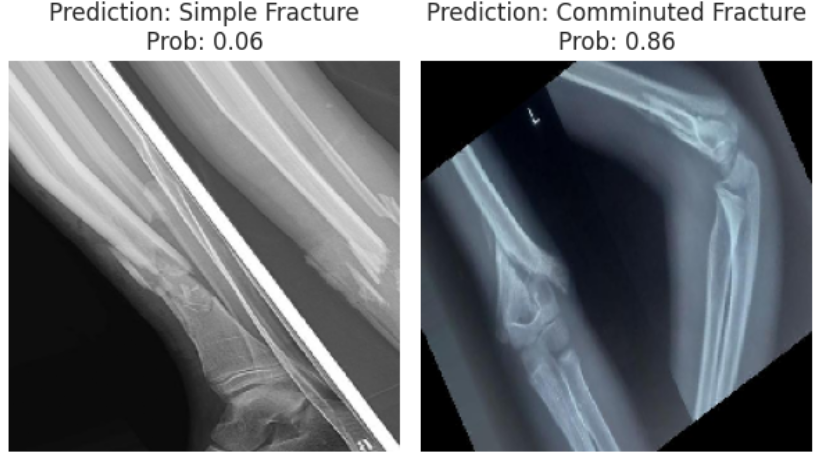 Prediction: Simple Fracture
Prob: 0.06
Prediction: Comminuted Fracture
Prob: 0.86